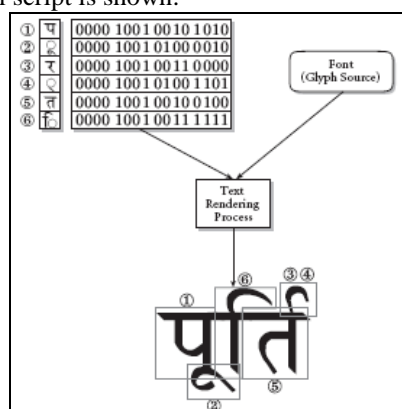 script is shown:
① प 0000 1001 0010 1010
② ू 0000 1001 0100 0010
③ र 0000 1001 0011 0000
④ ् 0000 1001 0100 1101
⑤ त 0000 1001 0010 0100
⑥ ि 0000 1001 0011 1111
Font
(Glyph Source)
Text
Rendering
Process
③ ④
⑥
①
पूर्ति
⑤
②